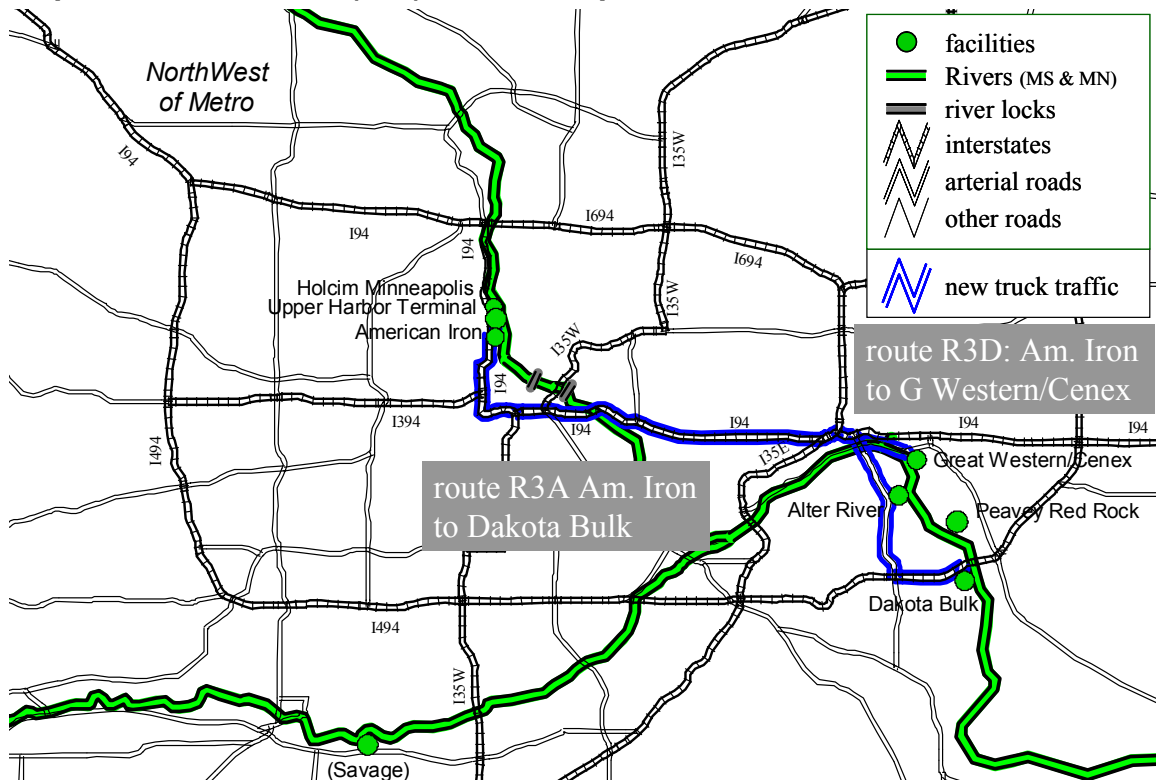 NorthWest
of Metro
I94
I94
I94
I694
I694
I35W
I35W
I35W
Holcim Minneapolis
Upper Harbor Terminal
American Iron
I94
I394
I94
I94
I94
I494
I35E
Great Western/Cenex
Alter River
Peavey Red Rock
Dakota Bulk
I494
I494
I35W
(Savage)
route R3A Am. Iron
to Dakota Bulk
route R3D: Am. Iron
to G Western/Cenex
facilities
Rivers (MS & MN)
river locks
interstates
arterial roads
other roads
new truck traffic